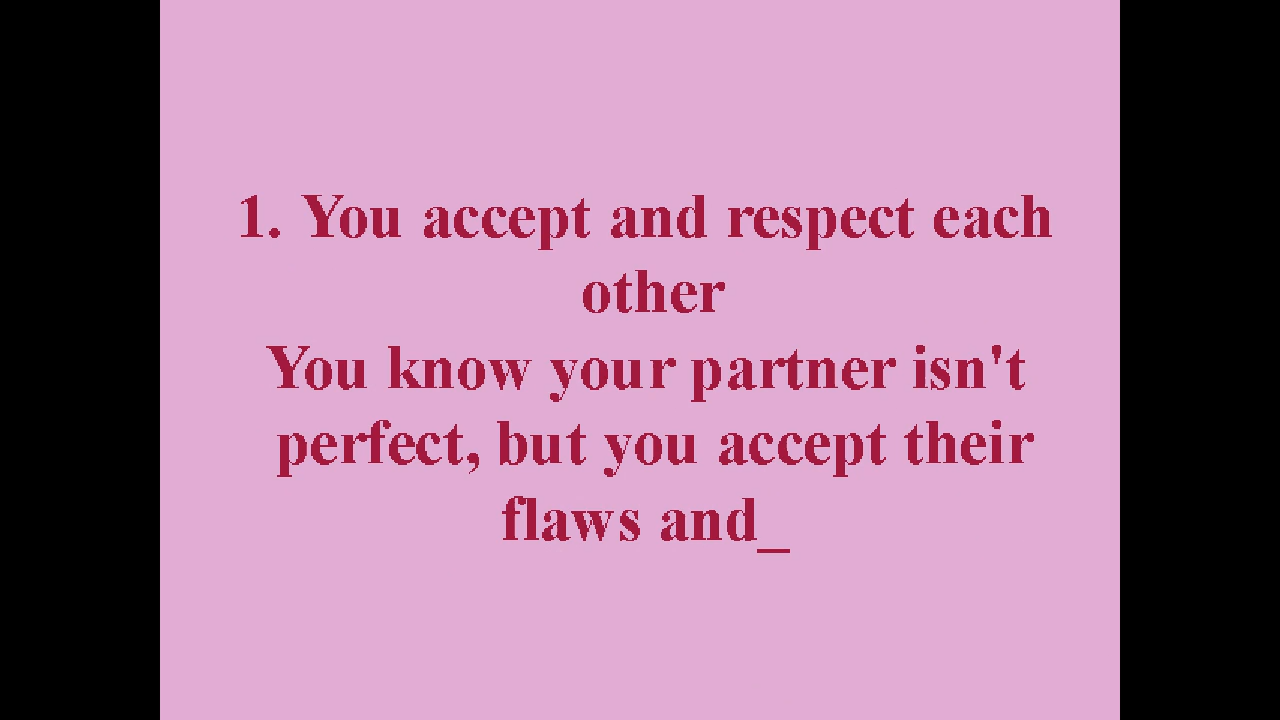 1. You accept and respect each
other
You know your partner isn't
perfect, but you accept their
flaws and_